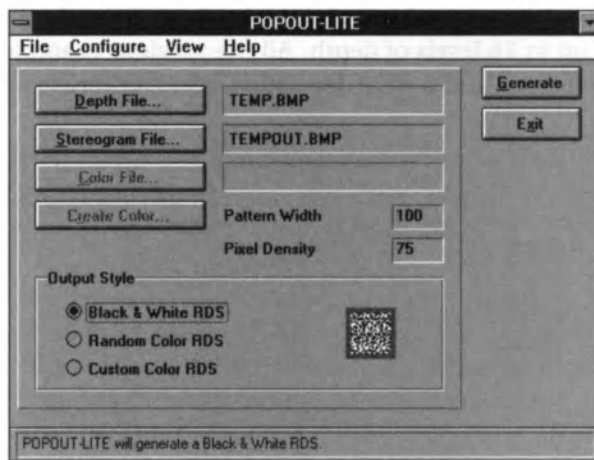 POPOUT-LITE
File Configure View Help
Depth File... TEMP.BMP
Generate
Stereogram File... TEMPOUT.BMP
Exit
Color File...
Create Color... Pattern Width 100
Pixel Density 75
Output Style
Black & White RDS
Random Color RDS
Custom Color RDS
POPOUT-LITE will generate a Black & White RDS.